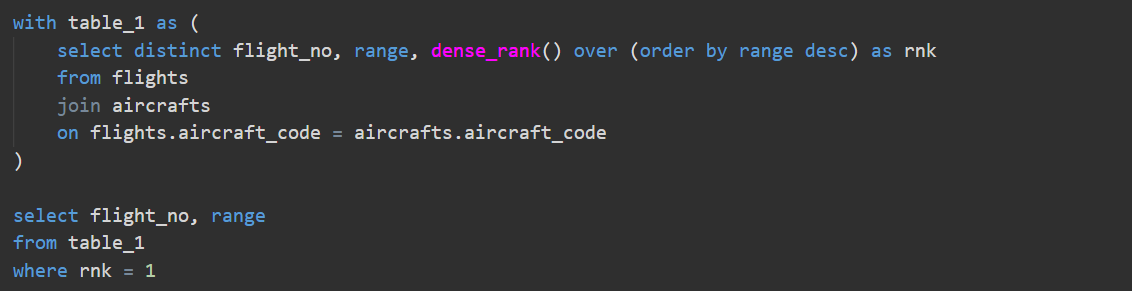 with table_1 as (
    select distinct flight_no, range, dense_rank() over (order by range desc) as rnk
    from flights
    join aircrafts
    on flights.aircraft_code = aircrafts.aircraft_code
)

select flight_no, range
from table_1
where rnk = 1